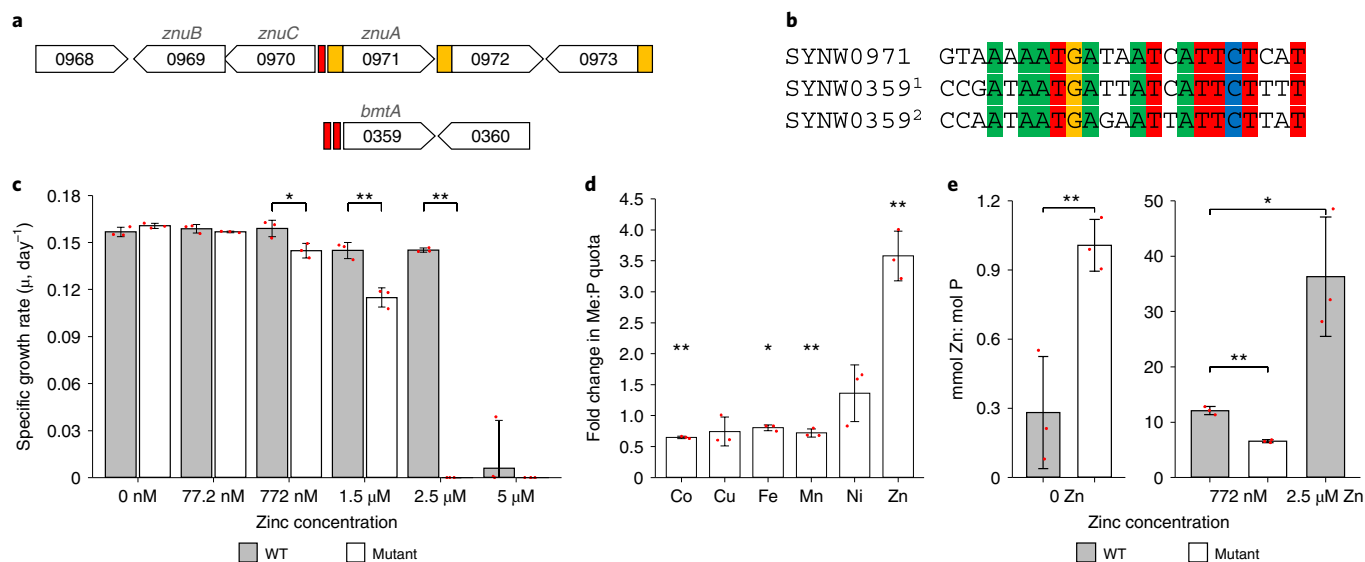 a
znuB znuC znuA
0968 0969 0970 0971 0972 0973
bmtA
0359 0360
b
SYNW0971 GTAAAAATGATAATCATTCTCAT
SYNW0359¹ CCGATAATGATTATCATTCTTTT
SYNW0359² CCAATAATGAGAATTATTCTTAT
c
Specific growth rate (μ, day⁻¹)
0.18
0.15
0.12
0.09
0.06
0.03
0
* ** **
0 nM 77.2 nM 772 nM 1.5 μM 2.5 μM 5 μM
Zinc concentration
WT Mutant
d
Fold change in Me:P quota
4.5
4.0
3.5
3.0
2.5
2.0
1.5
1.0
0.5
0
** * ** **
Co Cu Fe Mn Ni Zn
e
mmol Zn: mol P
1.2
0.9
0.6
0.3
0
**
0 Zn
50
40
30
20
10
0
*
**
772 nM 2.5 μM Zn
Zinc concentration
WT Mutant